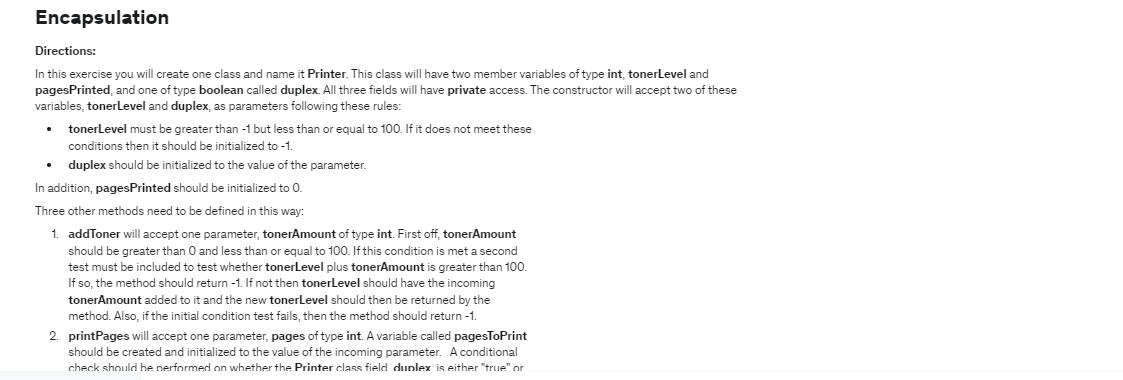 Encapsulation
Directions:
In this exercise you will create one class and name it Printer. This class will have two member variables of type int, tonerLevel and
pagesPrinted, and one of type boolean called duplex. All three fields will have private access. The constructor will accept two of these
variables, tonerLevel and duplex, as parameters following these rules:
• tonerLevel must be greater than -1 but less than or equal to 100. If it does not meet these
conditions then it should be initialized to -1.
• duplex should be initialized to the value of the parameter.
In addition, pagesPrinted should be initialized to 0.
Three other methods need to be defined in this way:
1. addToner will accept one parameter, tonerAmount of type int. First off, tonerAmount
should be greater than 0 and less than or equal to 100. If this condition is met a second
test must be included to test whether tonerLevel plus tonerAmount is greater than 100.
If so, the method should return -1. If not then tonerLevel should have the incoming
tonerAmount added to it and the new tonerLevel should then be returned by the
method. Also, if the initial condition test fails, then the method should return -1.
2. printPages will accept one parameter, pages of type int. A variable called pagesToPrint
should be created and initialized to the value of the incoming parameter. A conditional
check should be performed on whether the Printer class field, duplex, is either "true" or